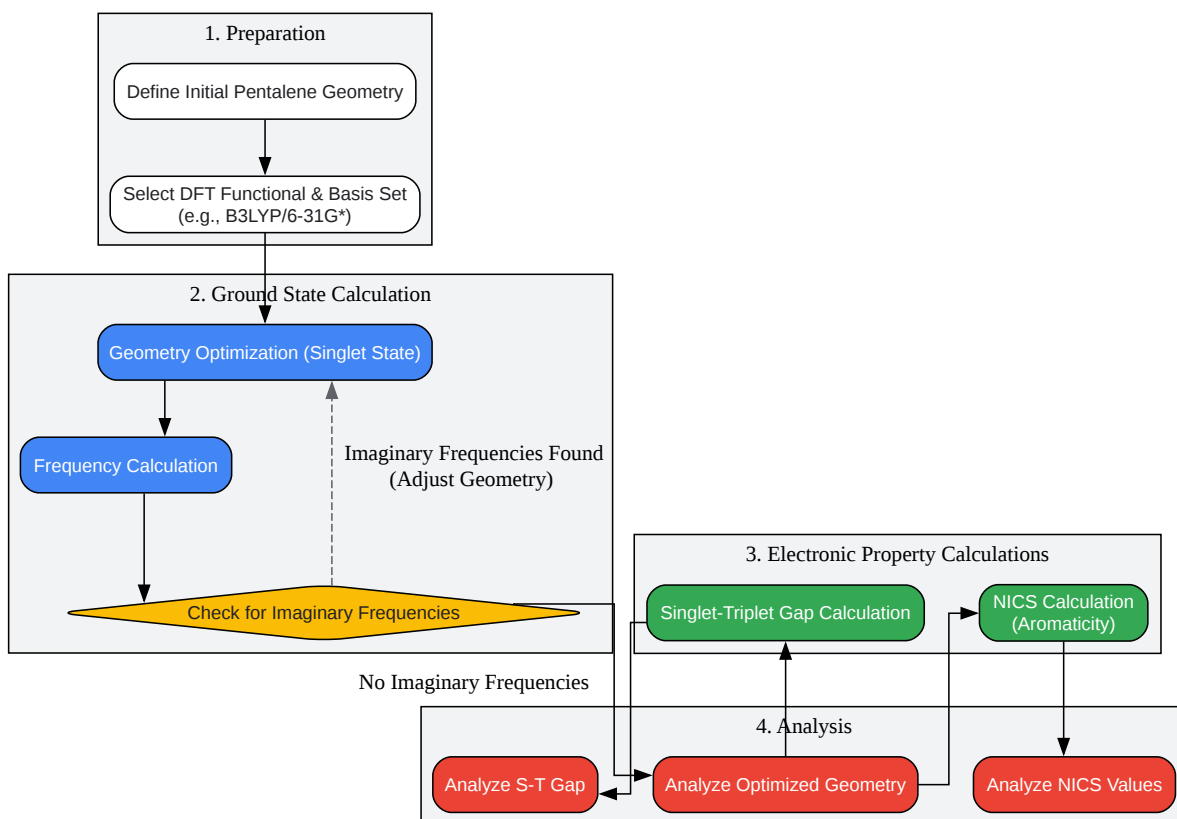 1. Preparation
Define Initial Pentalene Geometry
Select DFT Functional & Basis Set
(e.g., B3LYP/6-31G*)
2. Ground State Calculation
Geometry Optimization (Singlet State)
Frequency Calculation
Imaginary Frequencies Found
(Adjust Geometry)
Check for Imaginary Frequencies
3. Electronic Property Calculations
Singlet-Triplet Gap Calculation
NICS Calculation
(Aromaticity)
No Imaginary Frequencies
4. Analysis
Analyze S-T Gap
Analyze Optimized Geometry
Analyze NICS Values